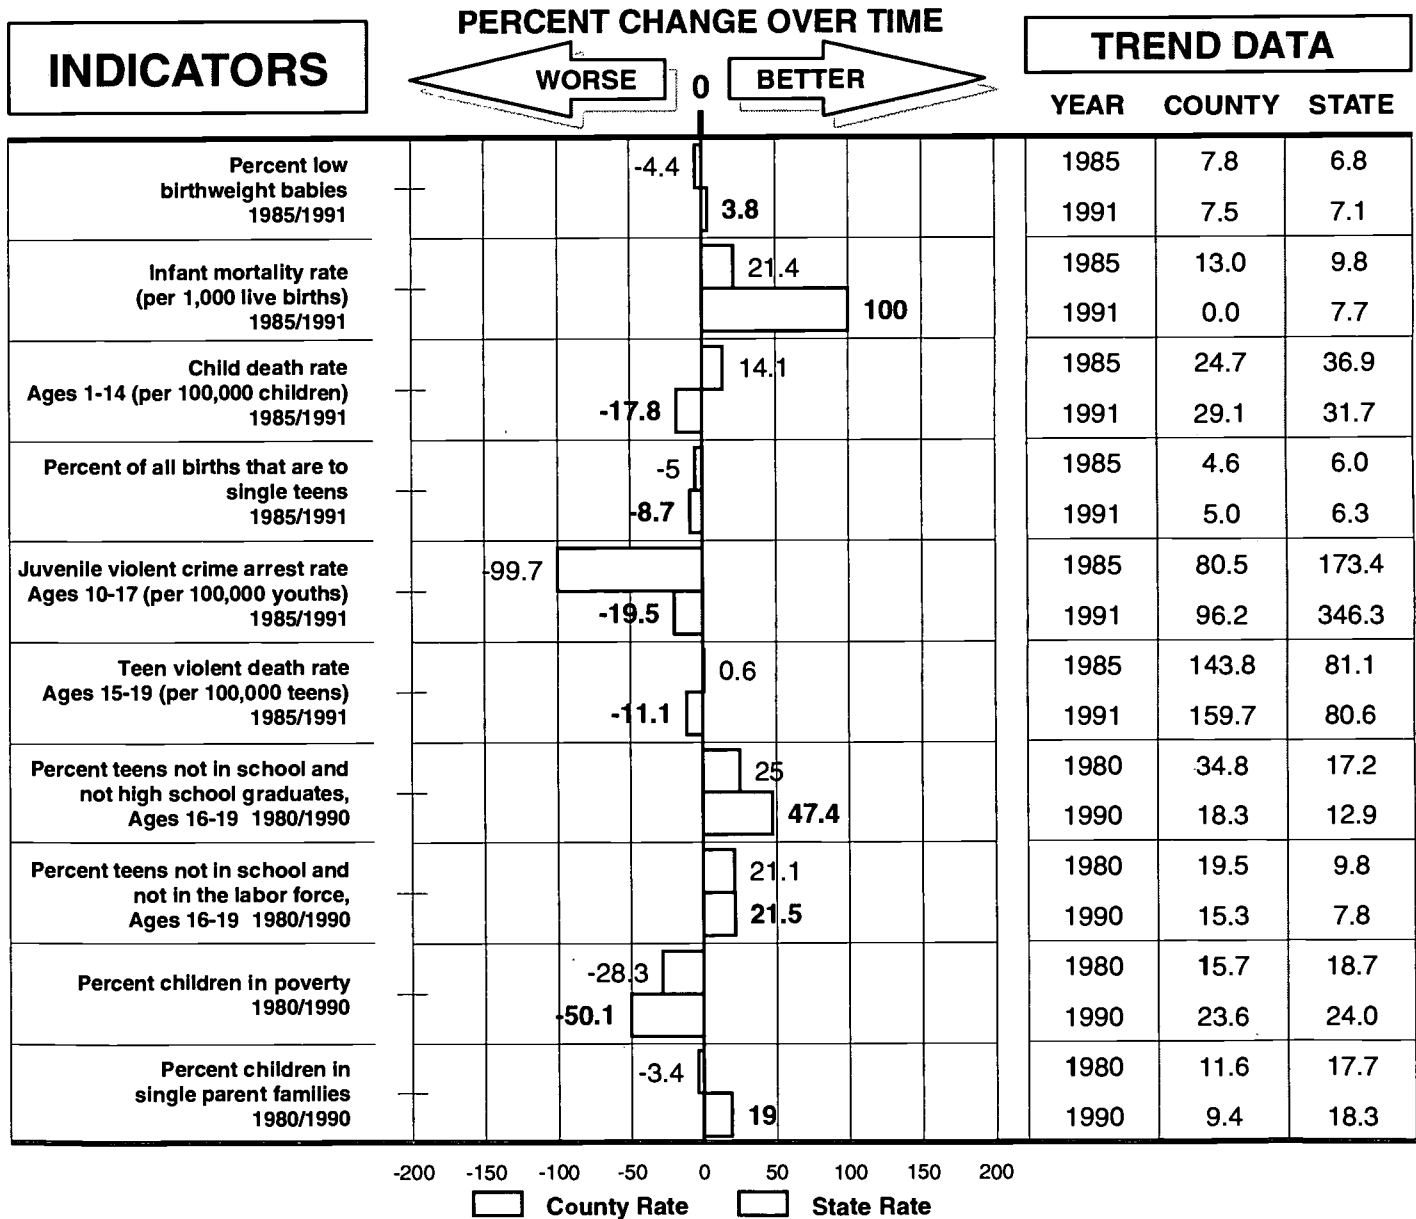 PERCENT CHANGE OVER TIME
INDICATORS
WORSE
0
BETTER
TREND DATA
YEAR COUNTY STATE
Percent low
birthweight babies
1985/1991
-4.4
3.8
1985 7.8 6.8
1991 7.5 7.1
Infant mortality rate
(per 1,000 live births)
1985/1991
21.4
100
1985 13.0 9.8
1991 0.0 7.7
Child death rate
Ages 1-14 (per 100,000 children)
1985/1991
14.1
-17.8
1985 24.7 36.9
1991 29.1 31.7
Percent of all births that are to
single teens
1985/1991
-5
-8.7
1985 4.6 6.0
1991 5.0 6.3
Juvenile violent crime arrest rate
Ages 10-17 (per 100,000 youths)
1985/1991
-99.7
-19.5
1985 80.5 173.4
1991 96.2 346.3
Teen violent death rate
Ages 15-19 (per 100,000 teens)
1985/1991
0.6
-11.1
1985 143.8 81.1
1991 159.7 80.6
Percent teens not in school and
not high school graduates,
Ages 16-19 1980/1990
25
47.4
1980 34.8 17.2
1990 18.3 12.9
Percent teens not in school and
not in the labor force,
Ages 16-19 1980/1990
21.1
21.5
1980 19.5 9.8
1990 15.3 7.8
Percent children in poverty
1980/1990
-28.3
-50.1
1980 15.7 18.7
1990 23.6 24.0
Percent children in
single parent families
1980/1990
-3.4
19
1980 11.6 17.7
1990 9.4 18.3
-200 -150 -100 -50 0 50 100 150 200
County Rate State Rate